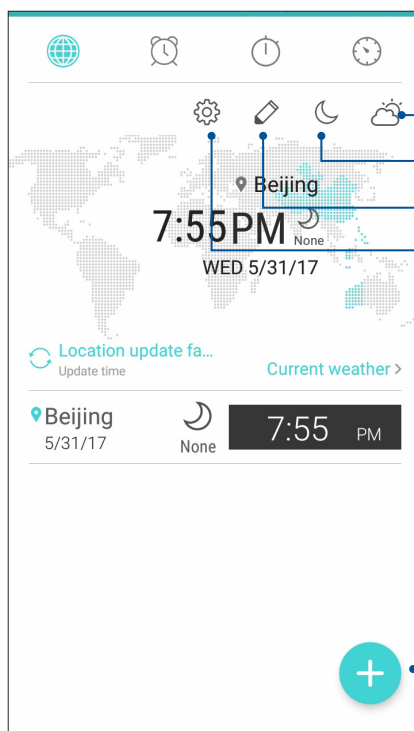 Beijing
7:55PM
None
WED 5/31/17
Location update fa...
Update time
Current weather >
Beijing
5/31/17
None
7:55 PM